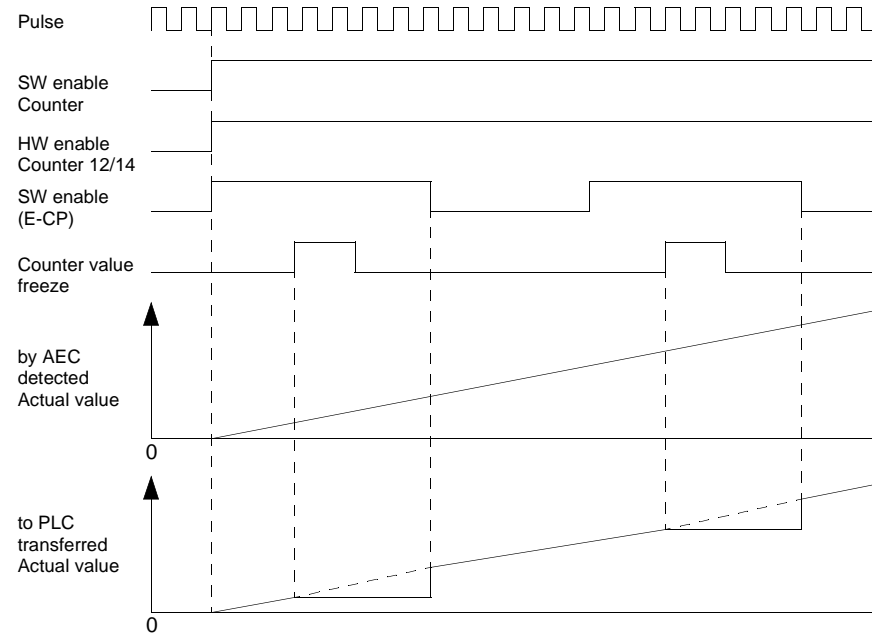 Pulse
SW enable
Counter
HW enable
Counter 12/14
SW enable
(E-CP)
Counter value
freeze
by AEC
detected
Actual value
0
to PLC
transferred
Actual value
0